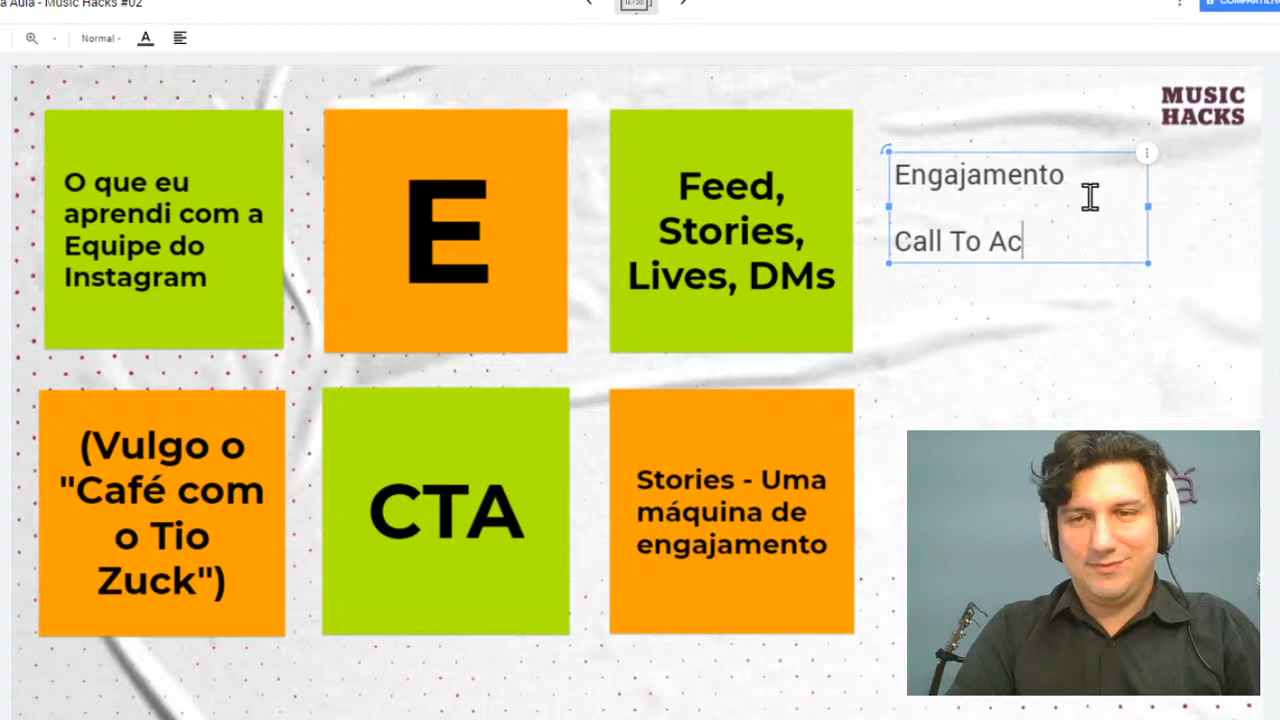 a Aula - Music Hacks #02
Normal
A
MUSIC
HACKS
O que eu
aprendi com a
Equipe do
Instagram
E
Feed,
Stories,
Lives, DMs
Engajamento
Call To Ac
(Vulgo o
"Café com
o Tio
Zuck")
CTA
Stories - Uma
máquina de
engajamento
á